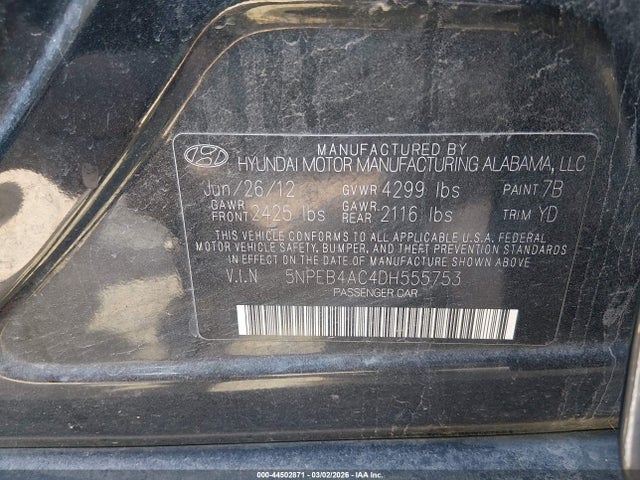 MANUFACTURED BY
HYUNDAI MOTOR MANUFACTURING ALABAMA, LLC
Jun/26/12 GVWR 4299 lbs PAINT 7B
GAWR FRONT 2425 lbs GAWR REAR 2116 lbs TRIM YD
THIS VEHICLE CONFORMS TO ALL APPLICABLE U.S.A. FEDERAL
MOTOR VEHICLE SAFETY, BUMPER, AND THEFT PREVENTION STANDARDS
IN EFFECT ON THE DATE OF MANUFACTURE SHOWN ABOVE
V.I.N 5NPEB4AC4DH555753
PASSENGER CAR
000-44502871 - 03/02/2026 - IAA Corp.